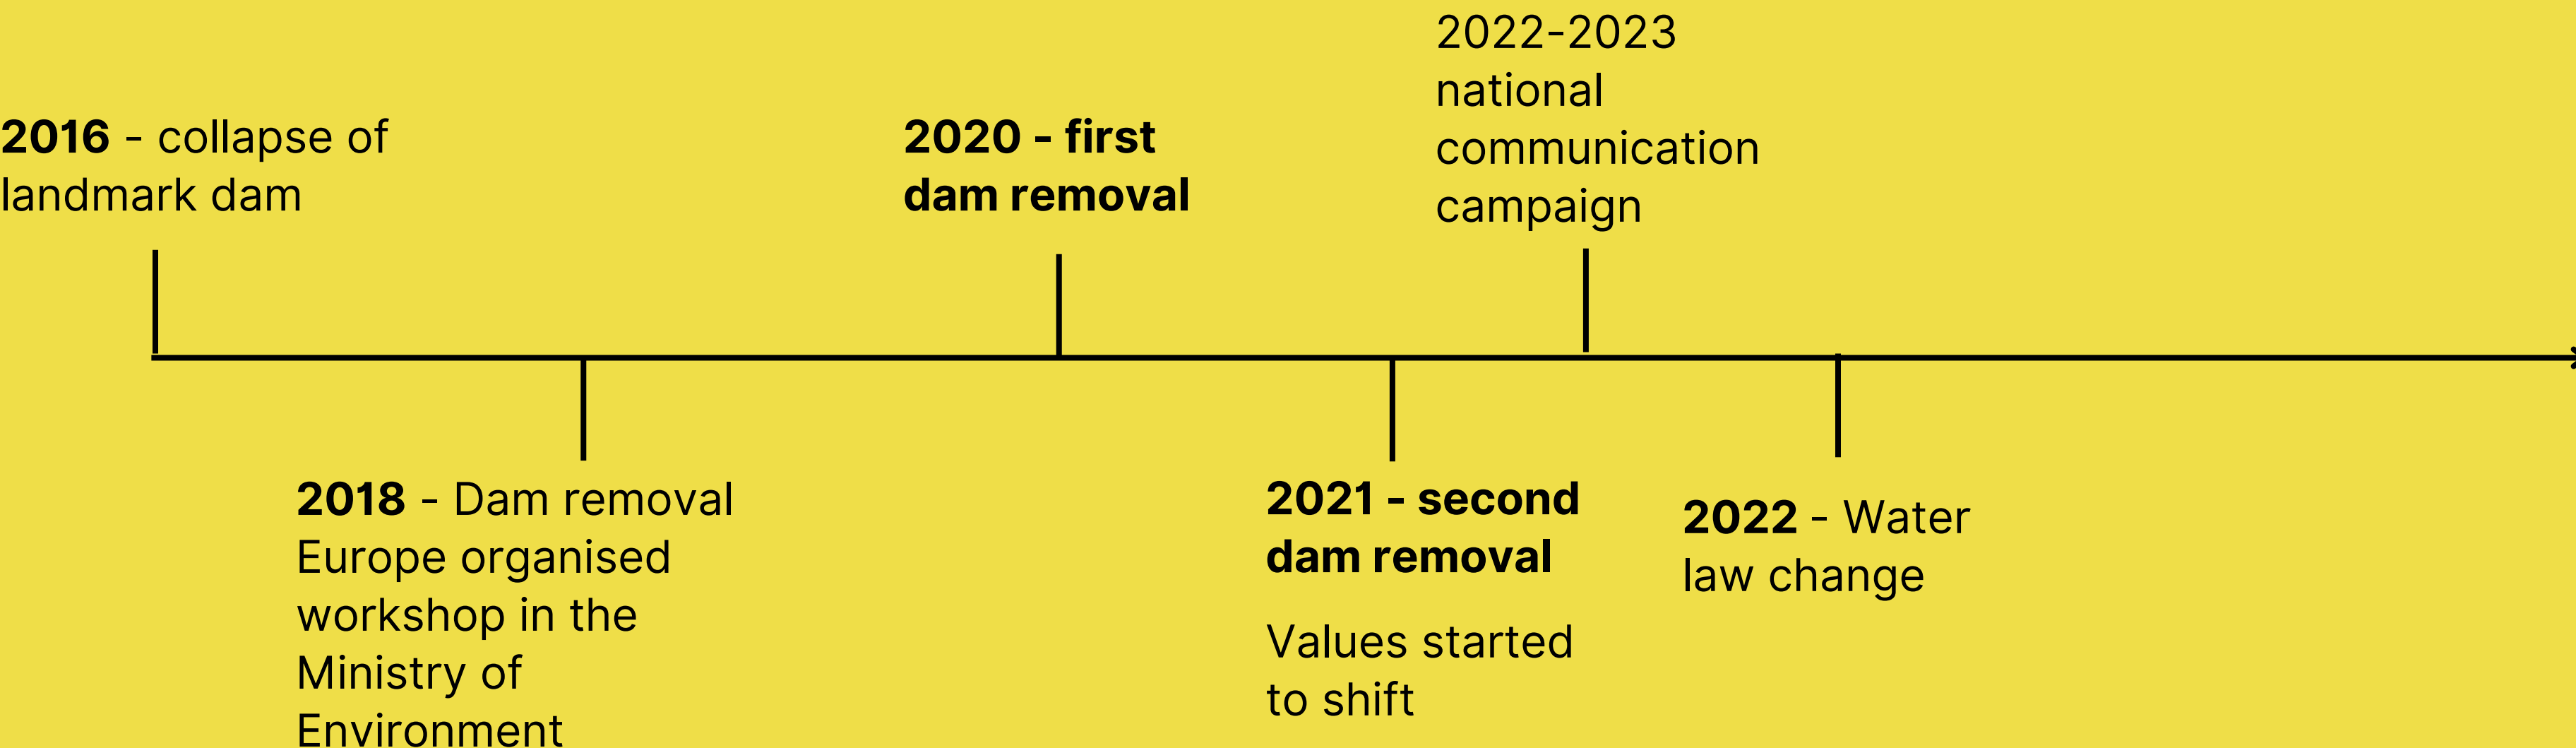 2016 - collapse of
landmark dam
2018 - Dam removal
Europe organised
workshop in the
Ministry of
Environment
2020 - first
dam removal
2021 - second
dam removal
Values started
to shift
2022-2023
national
communication
campaign
2022 - Water
law change